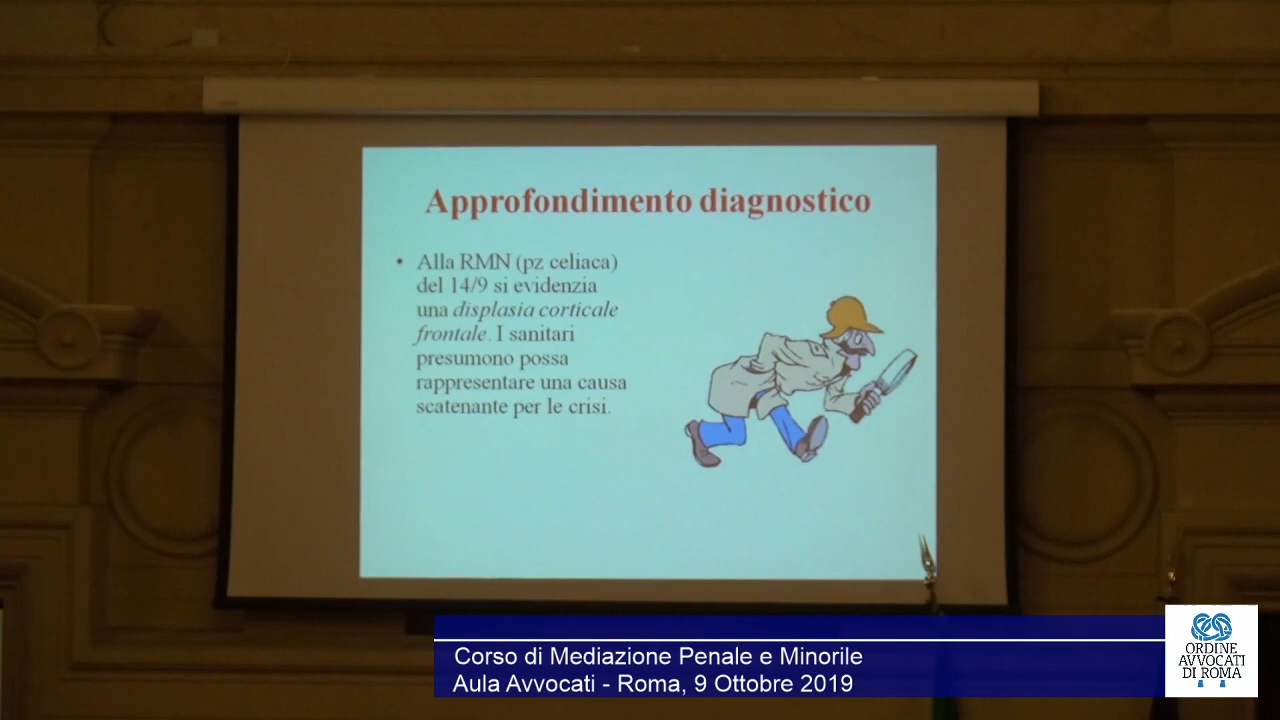 Approfondimento diagnostico
• Alla RMN (pz celiaca)
del 14/9 si evidenzia
una displasia corticale
frontale. I sanitari
presumono possa
rappresentare una causa
scatenante per le crisi.
Corso di Mediazione Penale e Minorile
Aula Avvocati - Roma, 9 Ottobre 2019
ORDINE
AVVOCATI
DI ROMA